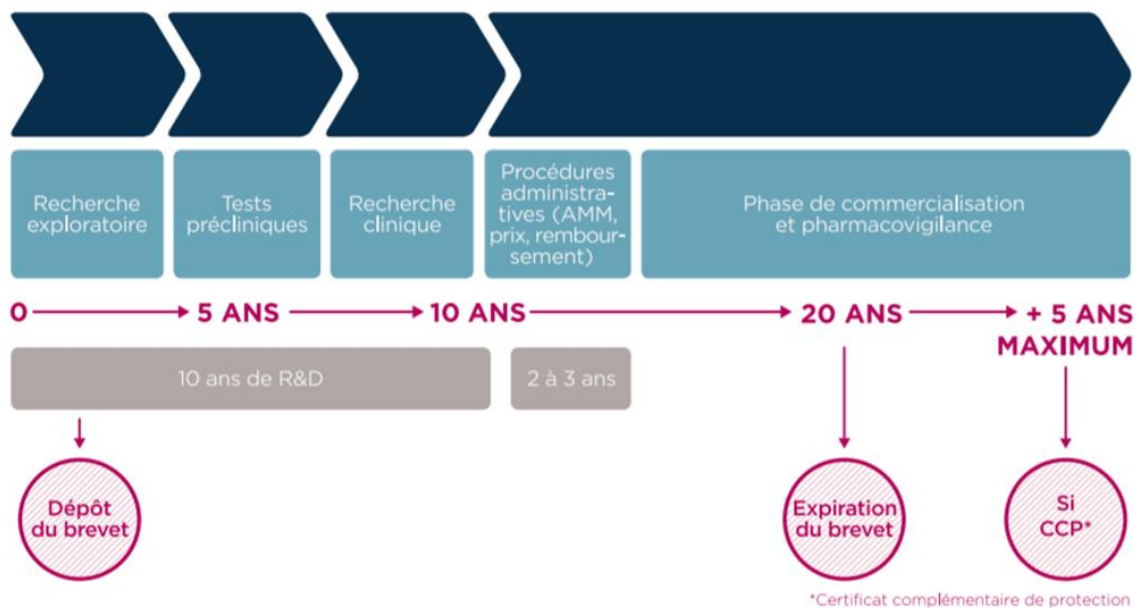 Recherche
exploratoire
Tests
précliniques
Recherche
clinique
Procédures
administra-
tives (AMM,
prix, rembour-
sement)
Phase de commercialisation
et pharmacovigilance
0
5 ANS
10 ANS
20 ANS
+ 5 ANS
MAXIMUM
10 ans de R&D
2 à 3 ans
Dépôt
du brevet
Expiration
du brevet
Si
CCP*
*Certificat complémentaire de protection